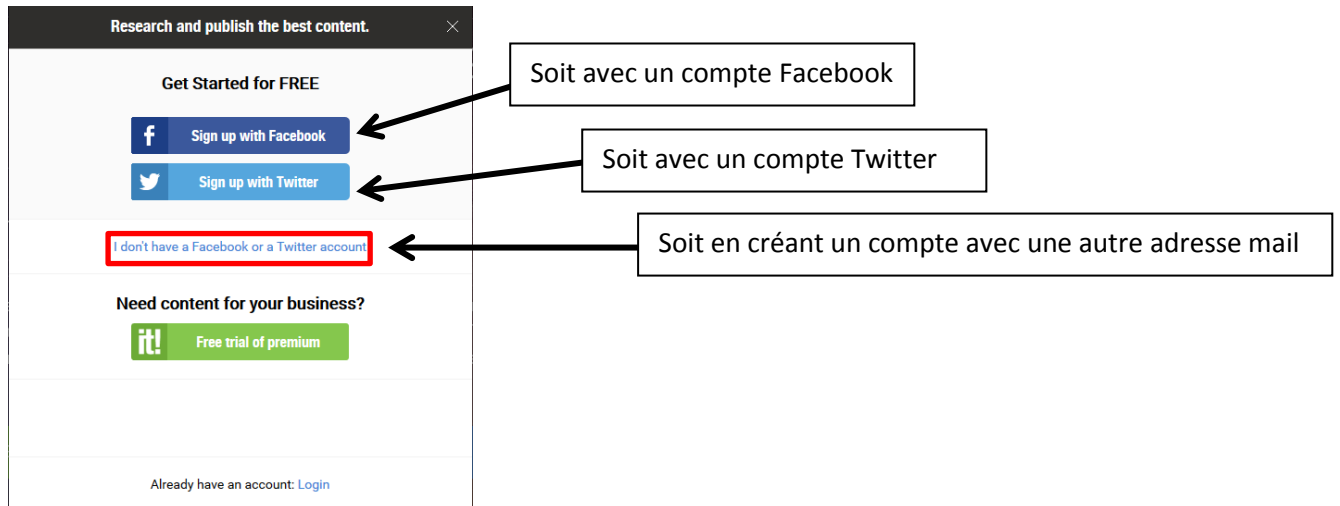 Research and publish the best content.
Get Started for FREE
Soit avec un compte Facebook
f Sign up with Facebook
Soit avec un compte Twitter
Sign up with Twitter
I don't have a Facebook or a Twitter account
Soit en créant un compte avec une autre adresse mail
Need content for your business?
it! Free trial of premium
Already have an account: Login